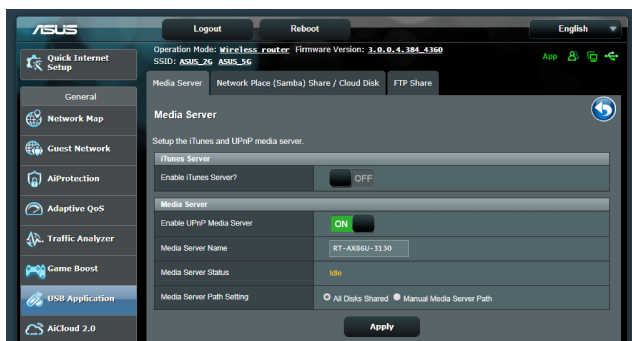 ASUS
Logout
Reboot
English
Quick Internet
Setup
Operation Mode: Wireless router Firmware Version: 3.0.0.4.384_4360
SSID: ASUS_2G ASUS_5G
App
General
Network Map
Guest Network
AiProtection
Adaptive QoS
Traffic Analyzer
Game Boost
USB Application
AiCloud 2.0
Media Server
Network Place (Samba) Share / Cloud Disk
FTP Share
Media Server
Setup the iTunes and UPnP media server.
iTunes Server
Enable iTunes Server?
OFF
Media Server
Enable UPnP Media Server
ON
Media Server Name
RT-AX86U-3130
Media Server Status
Idle
Media Server Path Setting
All Disks Shared
Manual Media Server Path
Apply